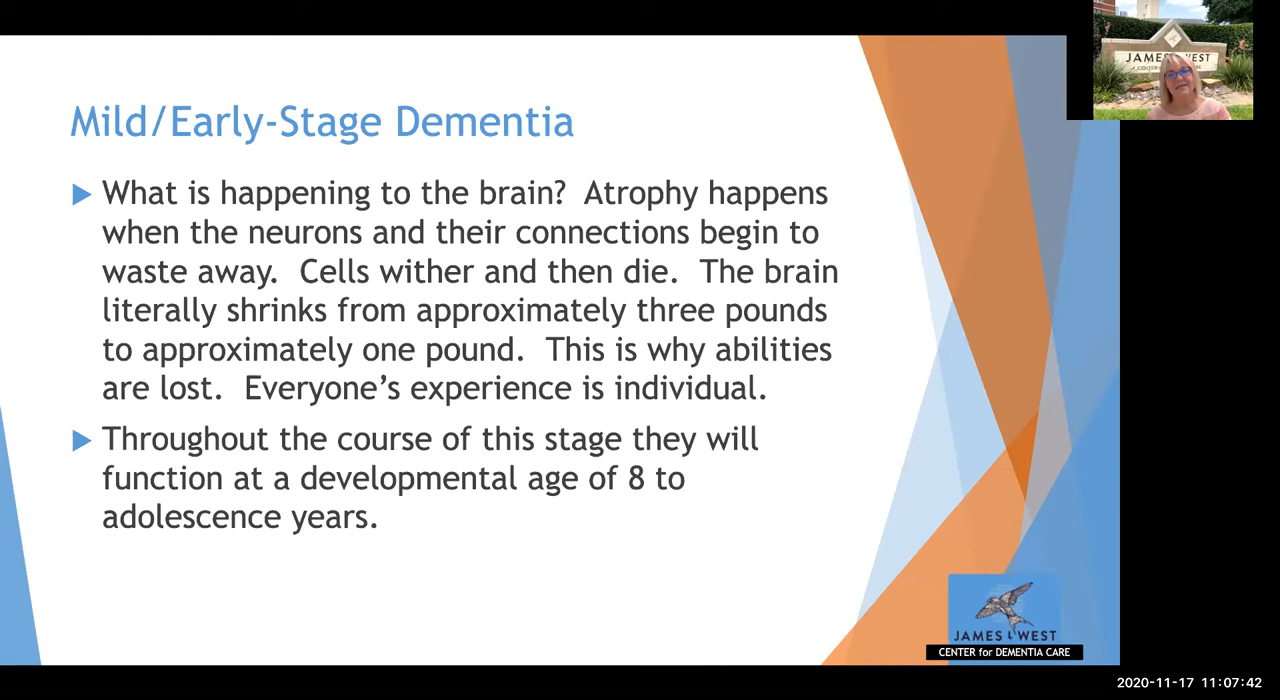 JAMES WEST
Mild/Early-Stage Dementia
What is happening to the brain?  Atrophy happens
when the neurons and their connections begin to
waste away.  Cells wither and then die.  The brain
literally shrinks from approximately three pounds
to approximately one pound.  This is why abilities
are lost.  Everyone’s experience is individual.
Throughout the course of this stage they will
function at a developmental age of 8 to
adolescence years.
JAMES L WEST
CENTER for DEMENTIA CARE
2020-11-17 11:07:42